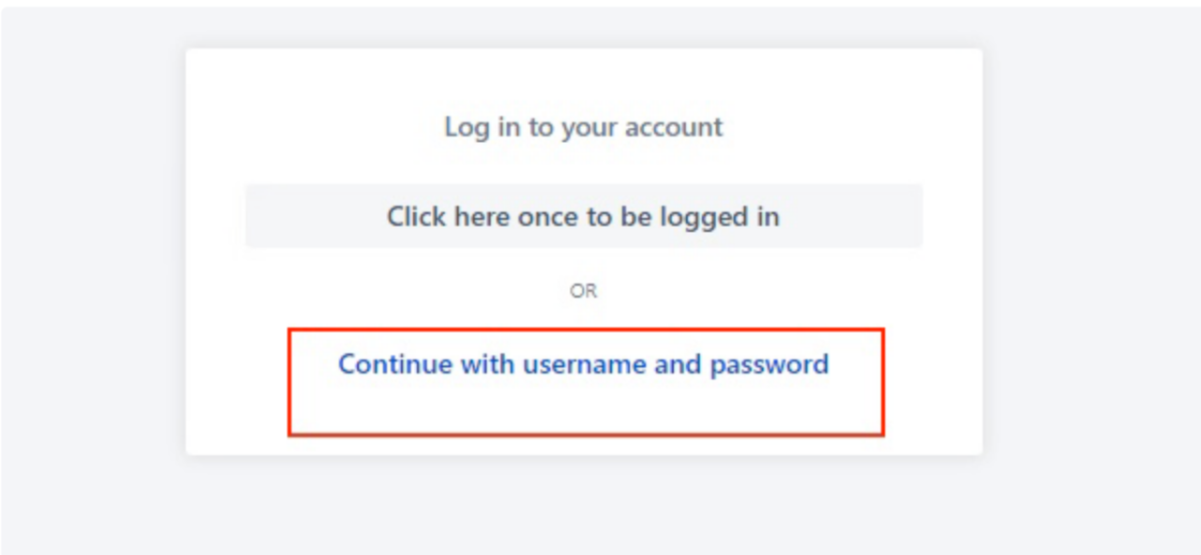 Log in to your account
Click here once to be logged in
OR
Continue with username and password